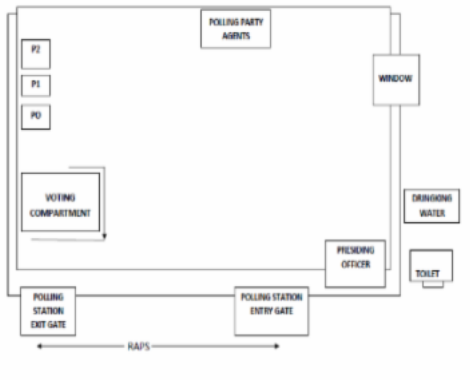 POLLING PARTY
AGENTS
P2
WINDOW
P1
PO
VOTING
COMPARTMENT
DRINGKING
WATER
PRESIDING
OFFICER
TOILET
POLLING
STATION
EXIT GATE
POLLING STATION
ENTRY GATE
RAPS